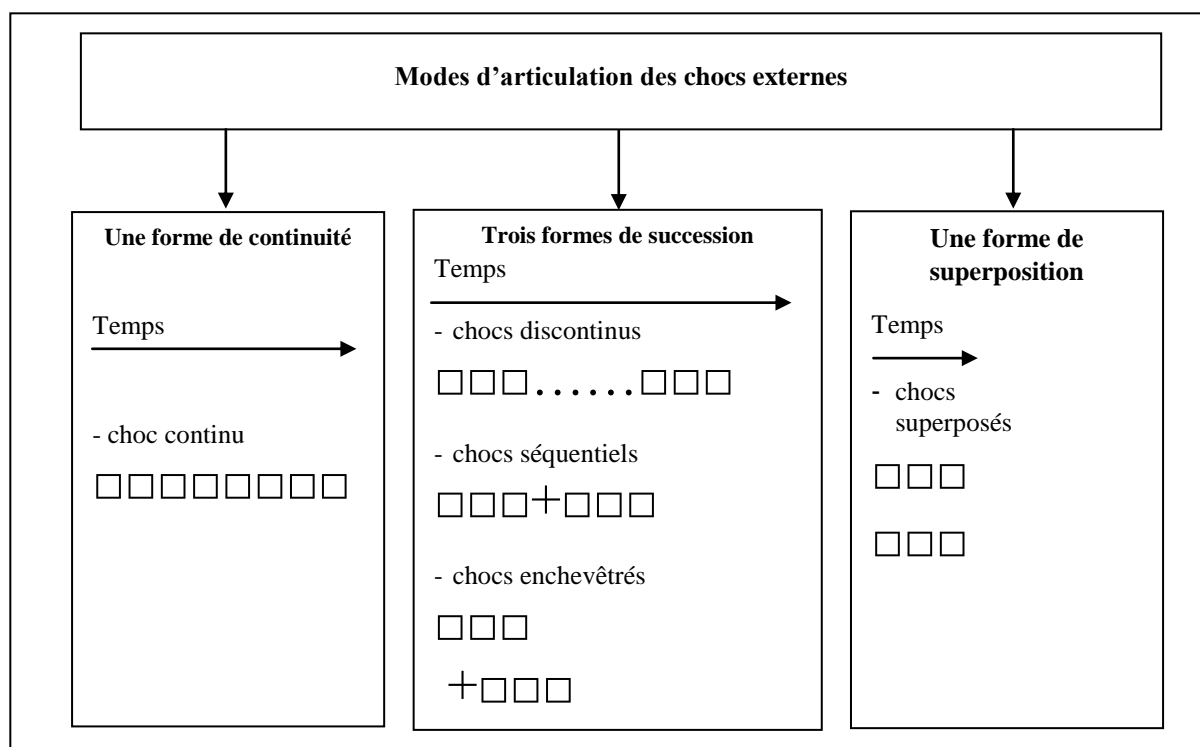 Modes d’articulation des chocs externes
Une forme de continuité
Temps
- choc continu
□□□□□□□□
Trois formes de succession
Temps
- chocs discontinus
□□□......□□□
- chocs séquentiels
□□□+□□□
- chocs enchevêtrés
□□□
+□□□
Une forme de
superposition
Temps
- chocs
superposés
□□□
□□□